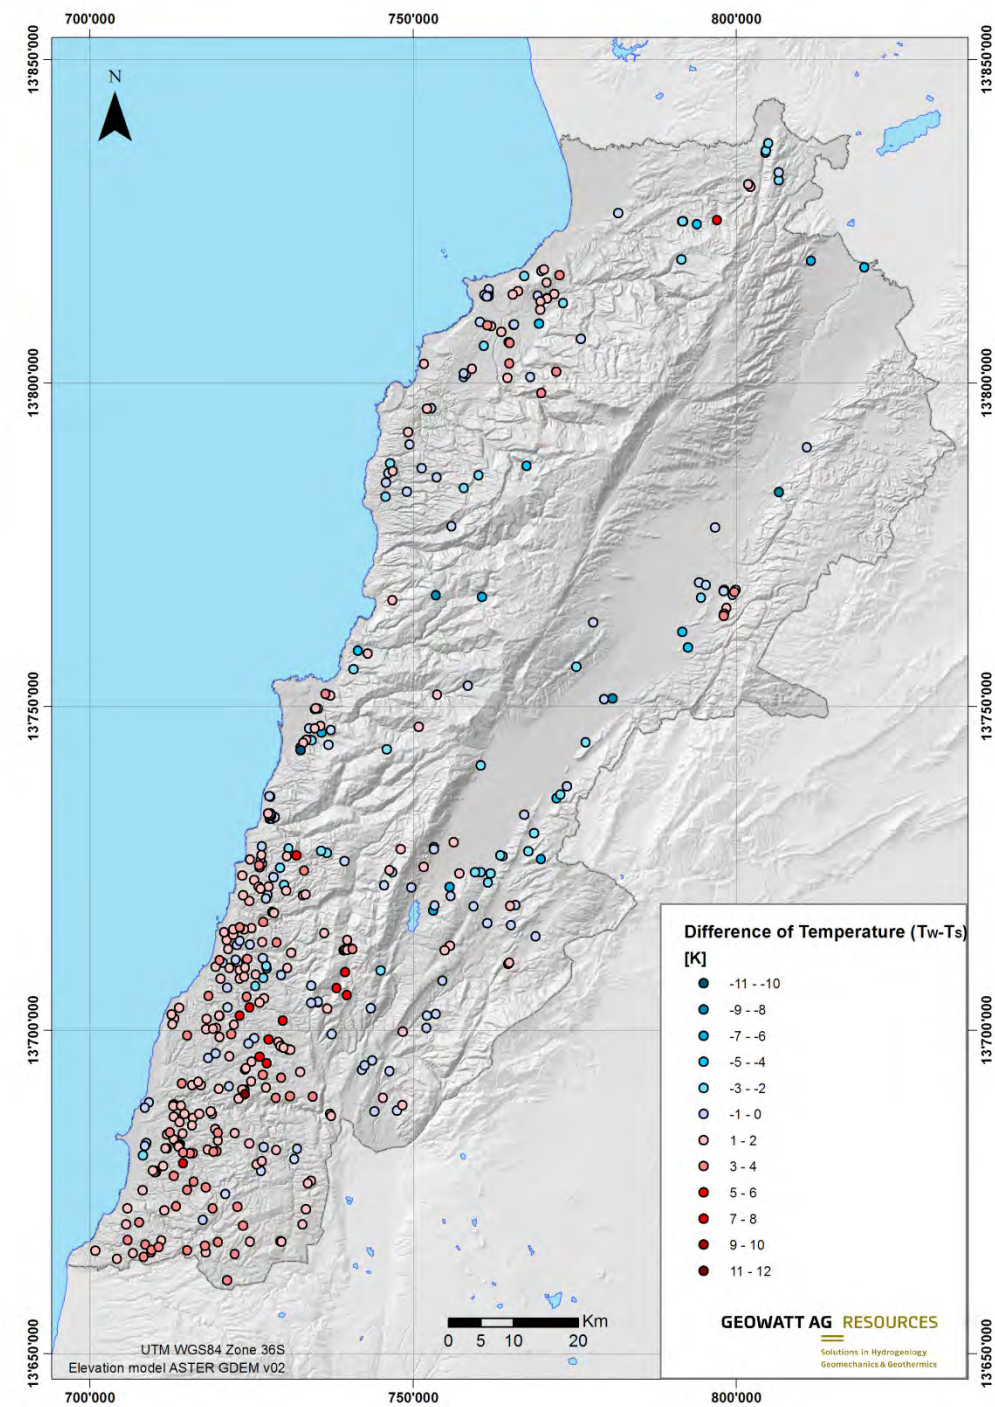 700'000 750'000 800'000
13'850'000 13'850'000
N
13'800'000 13'800'000
13'750'000 13'750'000
13'700'000 13'700'000
13'650'000 13'650'000
Difference of Temperature (Tw-Ts)
[K]
-11 - -10
-9 - -8
-7 - -6
-5 - -4
-3 - -2
-1 - 0
1 - 2
3 - 4
5 - 6
7 - 8
9 - 10
11 - 12
GEOWATT AG RESOURCES
Solutions in Hydrogeology
Geomechanics & Geothermics
Km
0 5 10 20
UTM WGS84 Zone 36S
Elevation model ASTER GDEM v02
700'000 750'000 800'000